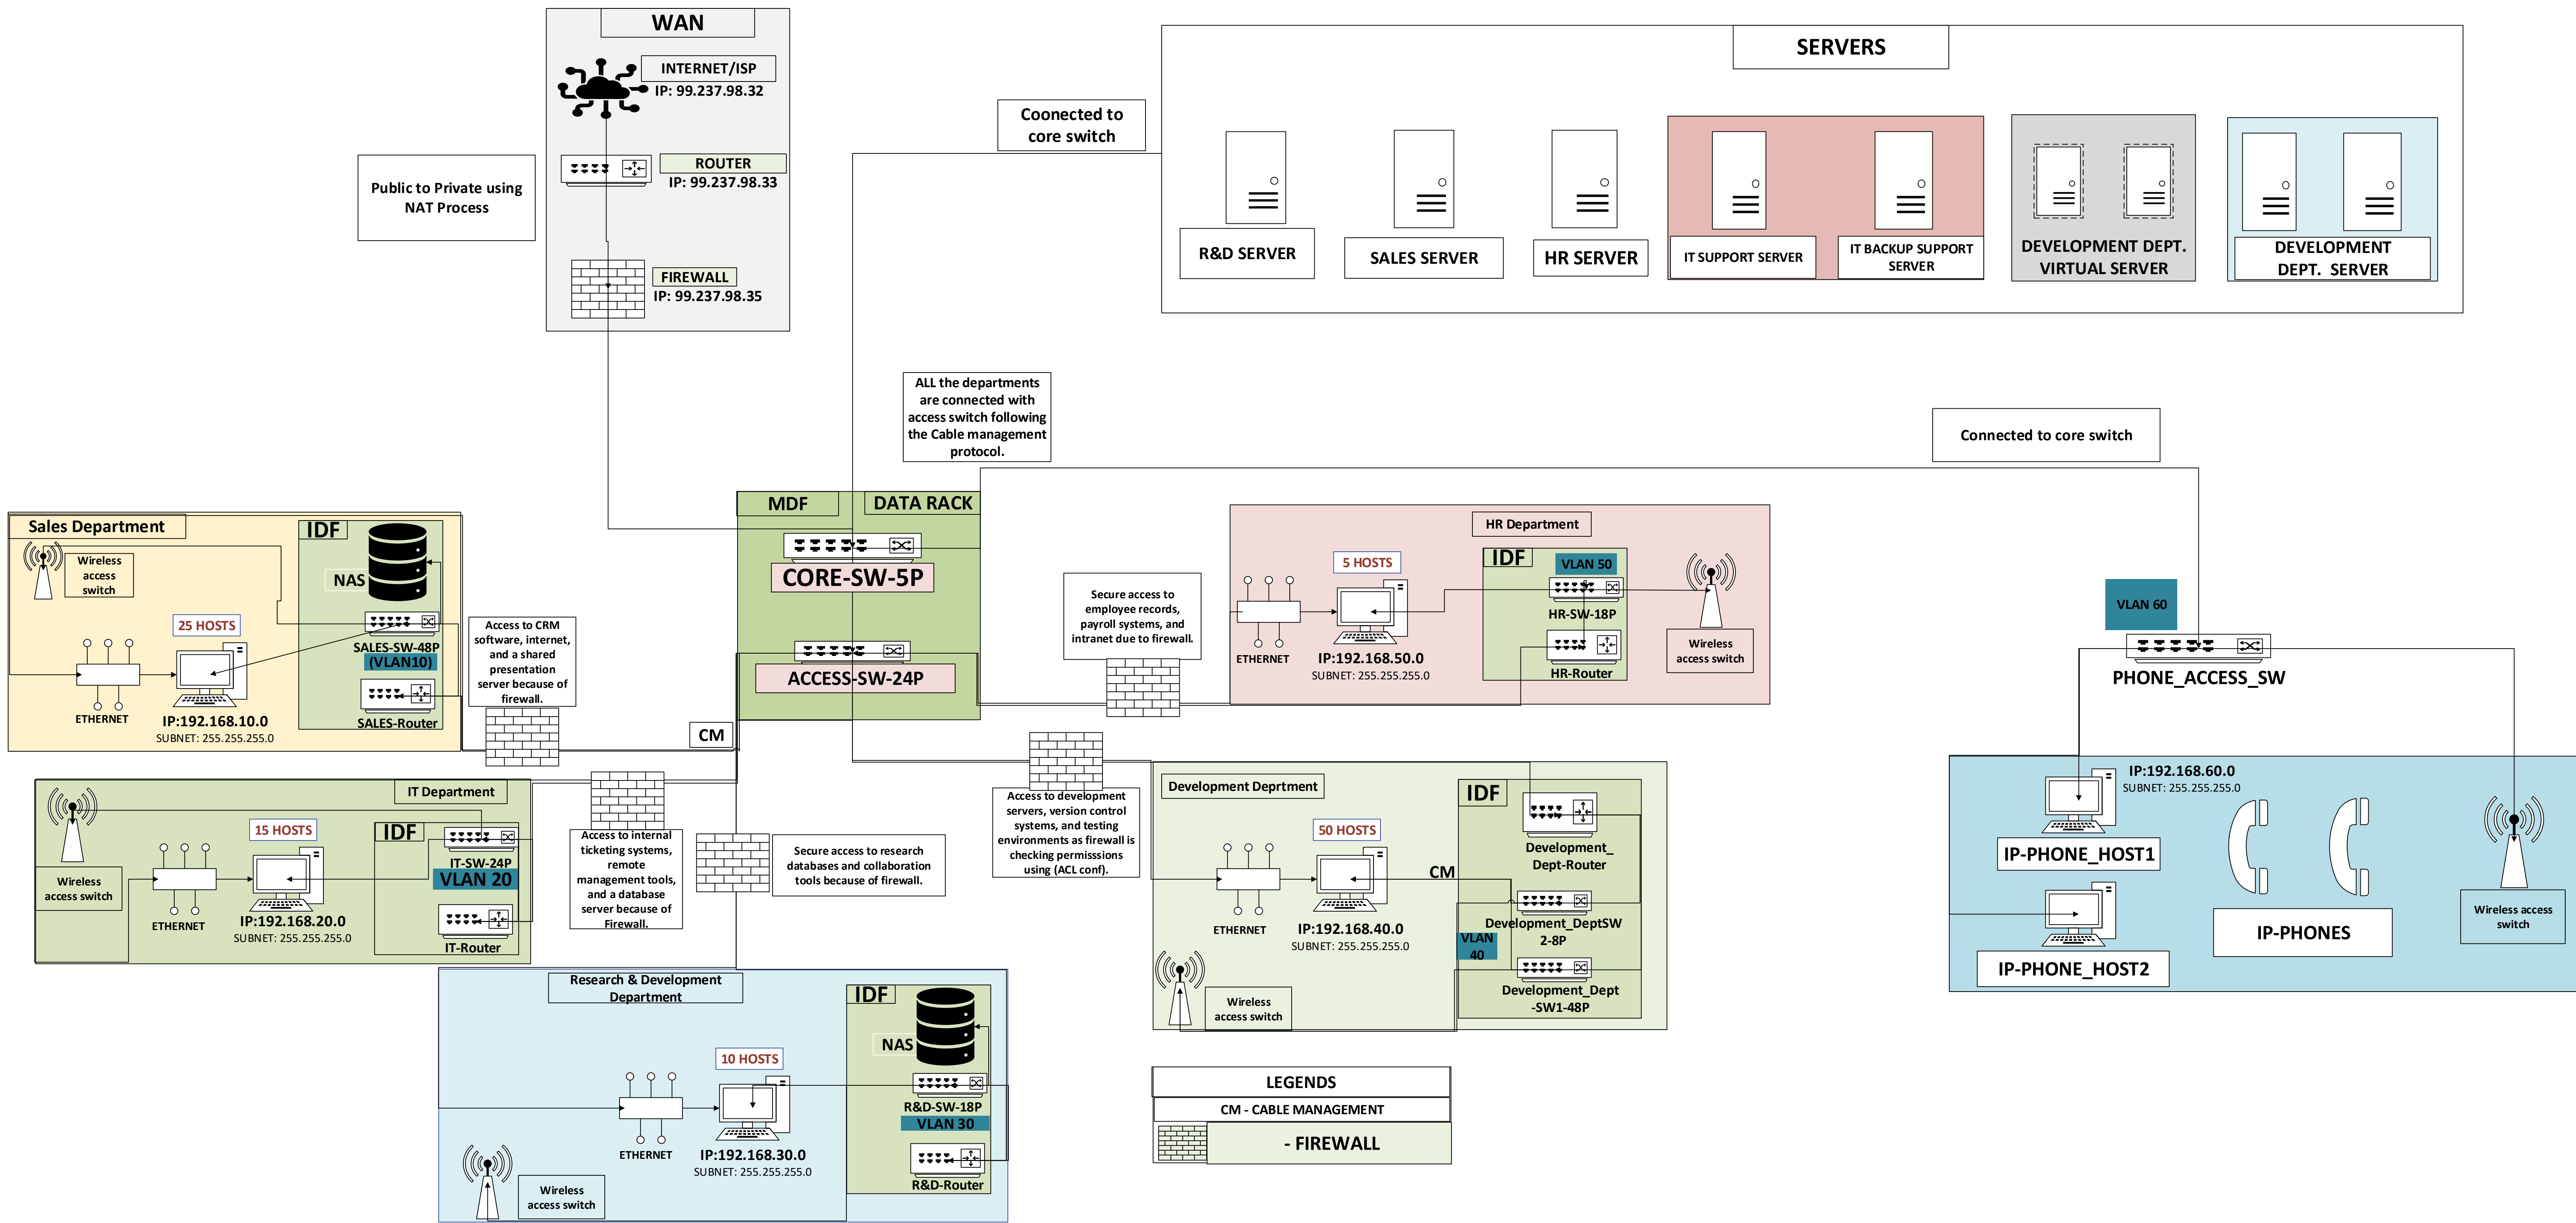 WAN
INTERNET/ISP
IP: 99.237.98.32
ROUTER
IP: 99.237.98.33
Public to Private using
NAT Process
FIREWALL
IP: 99.237.98.35
Coonected to
core switch
SERVERS
R&D SERVER
SALES SERVER
HR SERVER
IT SUPPORT SERVER
IT BACKUP SUPPORT
SERVER
DEVELOPMENT DEPT.
VIRTUAL SERVER
DEVELOPMENT
DEPT. SERVER
ALL the departments
are connected with
access switch following
the Cable management
protocol.
Connected to core switch
MDF
DATA RACK
CORE-SW-5P
ACCESS-SW-24P
CM
Sales Department
Wireless
access
switch
IDF
NAS
25 HOSTS
SALES-SW-48P
(VLAN10)
SALES-Router
ETHERNET
IP:192.168.10.0
SUBNET: 255.255.255.0
Access to CRM
software, internet,
and a shared
presentation
server because of
firewall.
Secure access to
employee records,
payroll systems, and
intranet due to firewall.
HR Department
5 HOSTS
IDF
VLAN 50
HR-SW-18P
HR-Router
ETHERNET
IP:192.168.50.0
SUBNET: 255.255.255.0
Wireless
access switch
VLAN 60
PHONE_ACCESS_SW
IP:192.168.60.0
SUBNET: 255.255.255.0
IP-PHONE_HOST1
IP-PHONE_HOST2
IP-PHONES
Wireless access
switch
IT Department
15 HOSTS
IDF
IT-SW-24P
VLAN 20
IT-Router
Wireless
access switch
ETHERNET
IP:192.168.20.0
SUBNET: 255.255.255.0
Access to internal
ticketing systems,
remote
management tools,
and a database
server because of
Firewall.
Secure access to research
databases and collaboration
tools because of firewall.
Access to development
servers, version control
systems, and testing
environments as firewall is
checking permisssions
using (ACL conf).
Development Deprtment
50 HOSTS
IDF
Development_
Dept-Router
CM
Development_DeptSW
2-8P
VLAN
40
Development_Dept
-SW1-48P
ETHERNET
IP:192.168.40.0
SUBNET: 255.255.255.0
Wireless
access switch
Research & Development
Department
IDF
NAS
10 HOSTS
R&D-SW-18P
VLAN 30
R&D-Router
ETHERNET
IP:192.168.30.0
SUBNET: 255.255.255.0
Wireless
access switch
LEGENDS
CM - CABLE MANAGEMENT
- FIREWALL